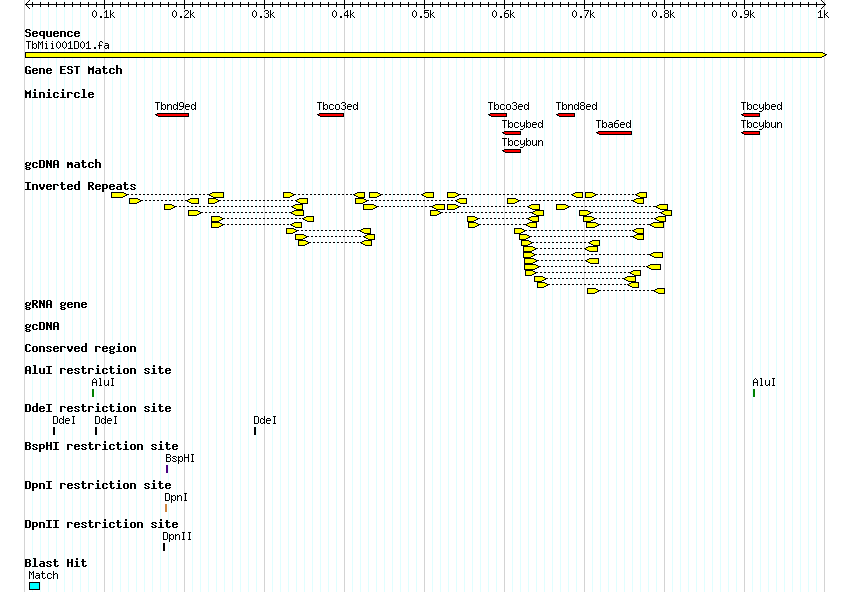 0.1k 0.2k 0.3k 0.4k 0.5k 0.6k 0.7k 0.8k 0.9k 1k
Sequence
TbMii001D01.fa
Gene EST Match
Minicircle
Tbnd9ed Tbco3ed Tbco3ed Tbnd8ed Tbcybed
Tbcybed Tba6ed Tbcybun
Tbcybun
gcDNA match
Inverted Repeats
gRNA gene
gcDNA
Conserved region
AluI restriction site
AluI AluI
DdeI restriction site
DdeI DdeI DdeI
BspHI restriction site
BspHI
DpnI restriction site
DpnI
DpnII restriction site
DpnII
Blast Hit
Match